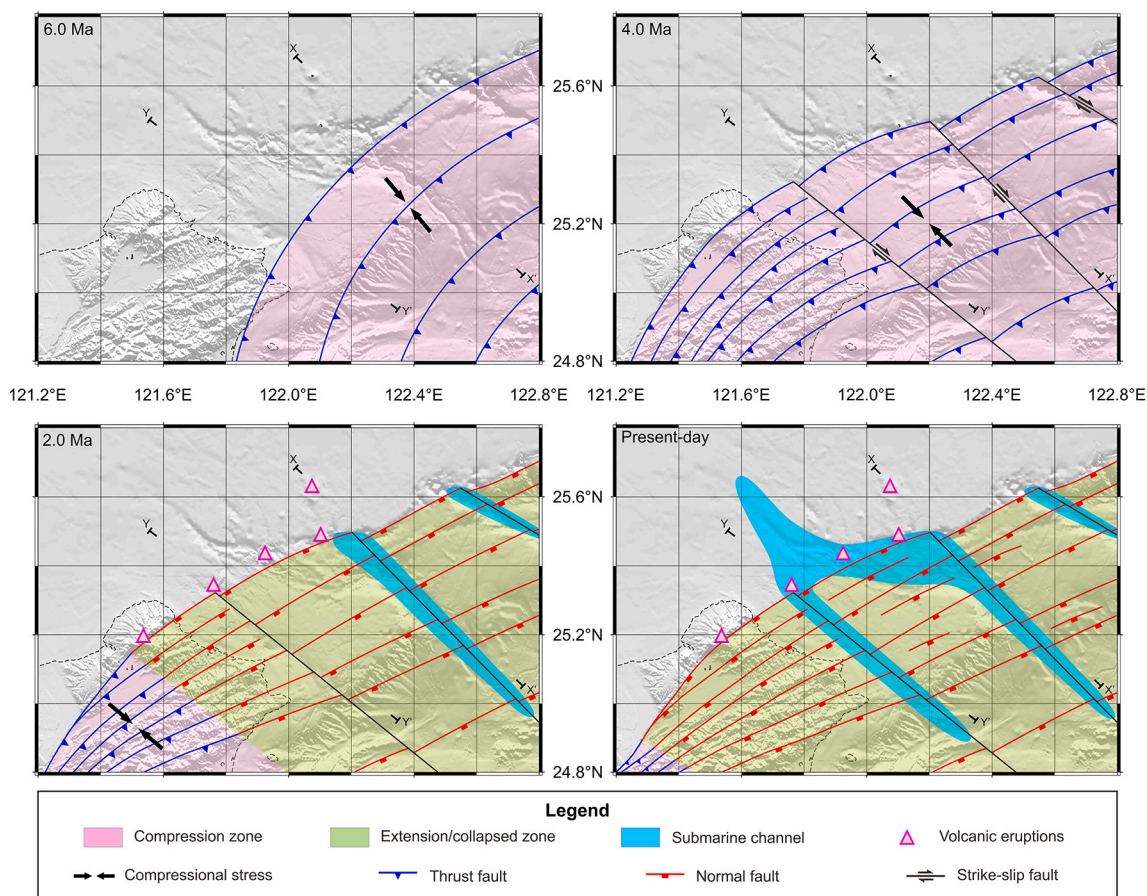 6.0 Ma
X
Y
X'
Y'
4.0 Ma
X
Y
X'
Y'
25.6°N
25.2°N
24.8°N
121.2°E 121.6°E 122.0°E 122.4°E 122.8°E 121.2°E 121.6°E 122.0°E 122.4°E 122.8°E
2.0 Ma
X
Y
X'
Y'
Present-day
X
Y
X'
Y'
25.6°N
25.2°N
24.8°N
Legend
Compression zone Extension/collapsed zone Submarine channel Volcanic eruptions
Compressional stress Thrust fault Normal fault Strike-slip fault